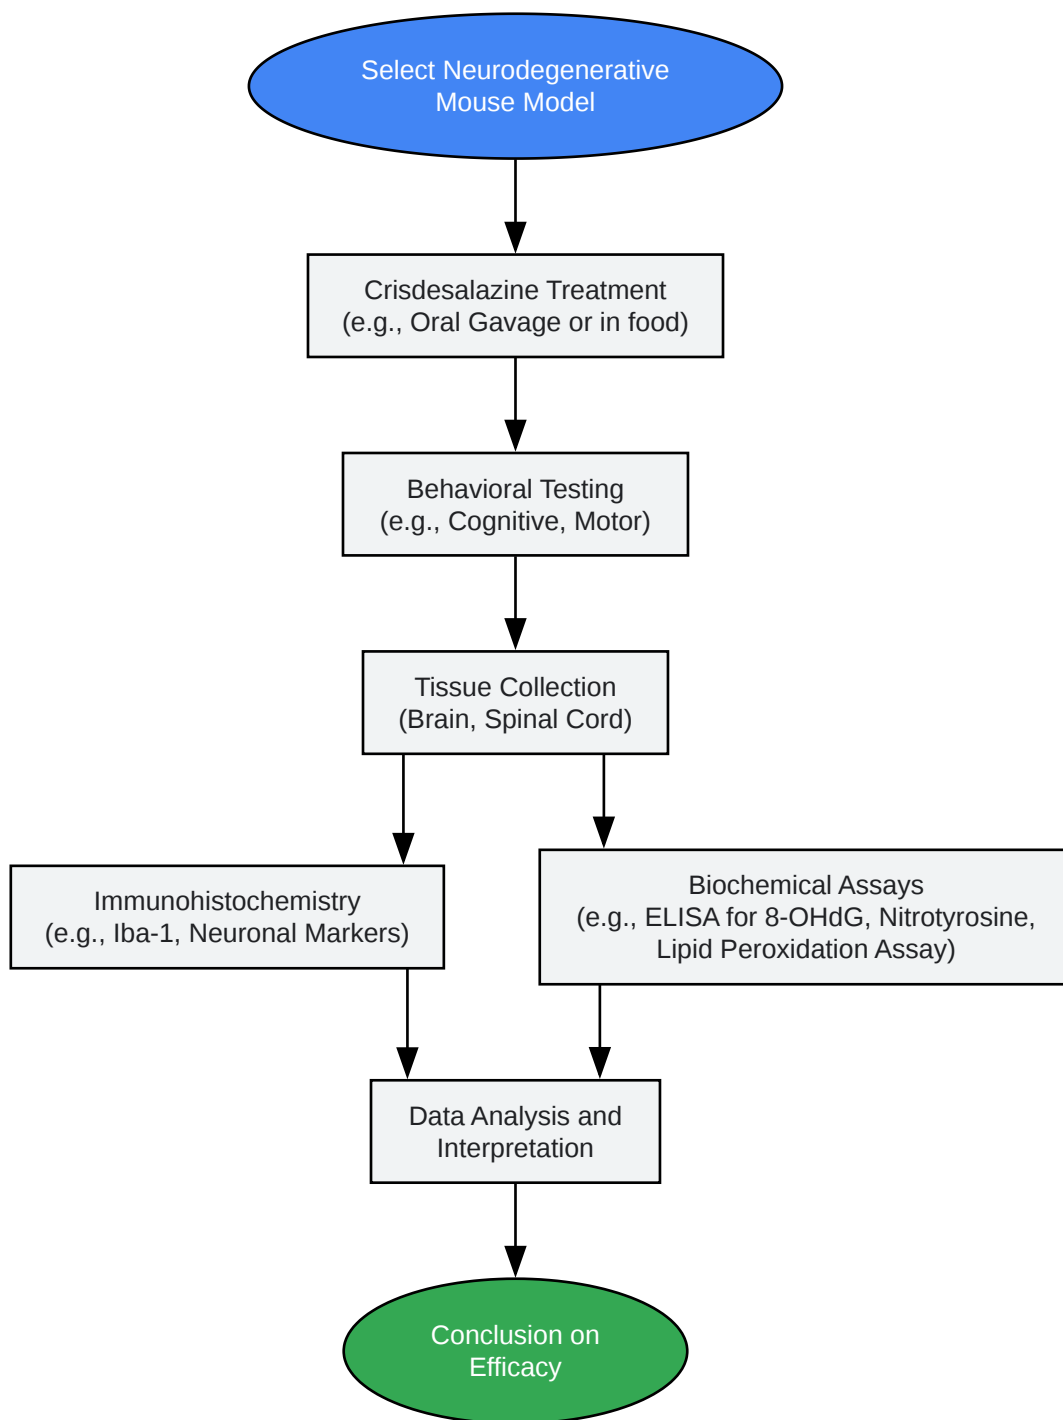 Select Neurodegenerative
Mouse Model
Crisdesalazine Treatment
(e.g., Oral Gavage or in food)
Behavioral Testing
(e.g., Cognitive, Motor)
Tissue Collection
(Brain, Spinal Cord)
Immunohistochemistry
(e.g., Iba-1, Neuronal Markers)
Biochemical Assays
(e.g., ELISA for 8-OHdG, Nitrotyrosine,
Lipid Peroxidation Assay)
Data Analysis and
Interpretation
Conclusion on
Efficacy